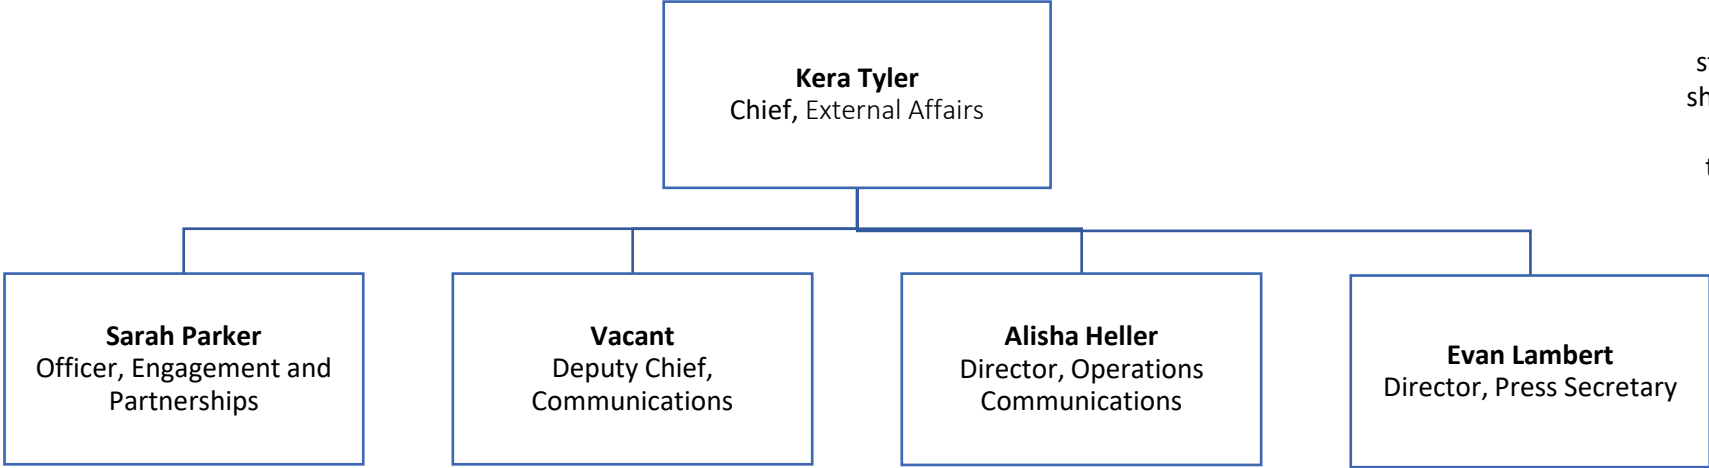 Kera Tyler
Chief, External Affairs
Sarah Parker
Officer, Engagement and
Partnerships
Vacant
Deputy Chief,
Communications
Alisha Heller
Director, Operations
Communications
Evan Lambert
Director, Press Secretary